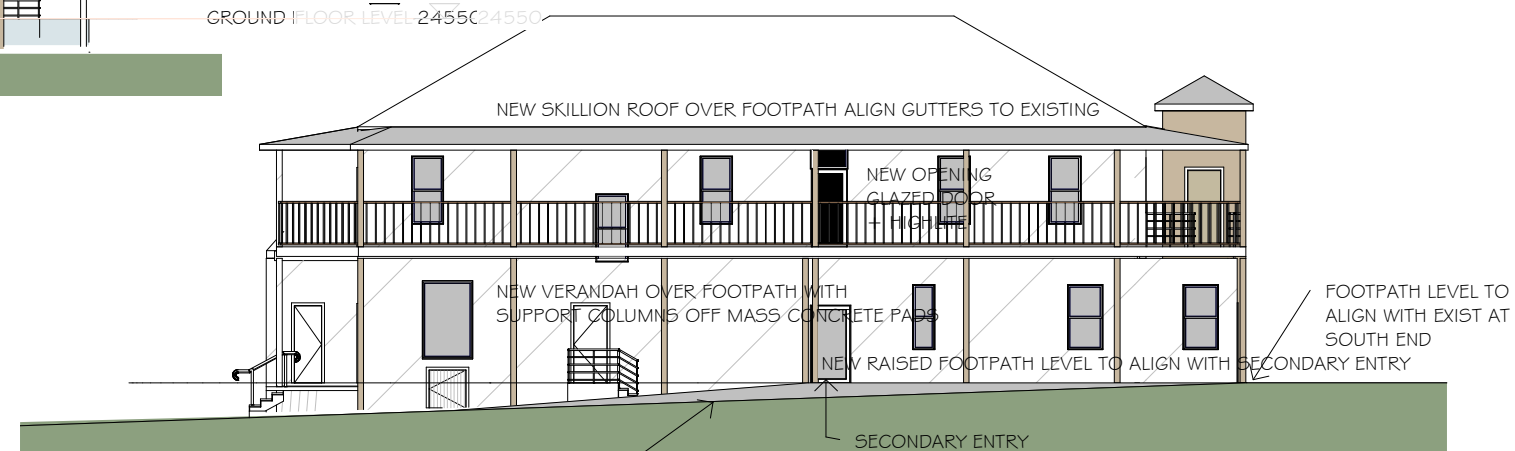 GROUND FLOOR LEVEL 24550 24550
NEW SKILLION ROOF OVER FOOTPATH ALIGN GUTTERS TO EXISTING
NEW OPENING
GLAZED DOOR
+ HIGHLITE
NEW VERANDAH OVER FOOTPATH WITH
SUPPORT COLUMNS OFF MASS CONCRETE PADS
FOOTPATH LEVEL TO
ALIGN WITH EXIST AT
SOUTH END
NEW RAISED FOOTPATH LEVEL TO ALIGN WITH SECONDARY ENTRY
SECONDARY ENTRY